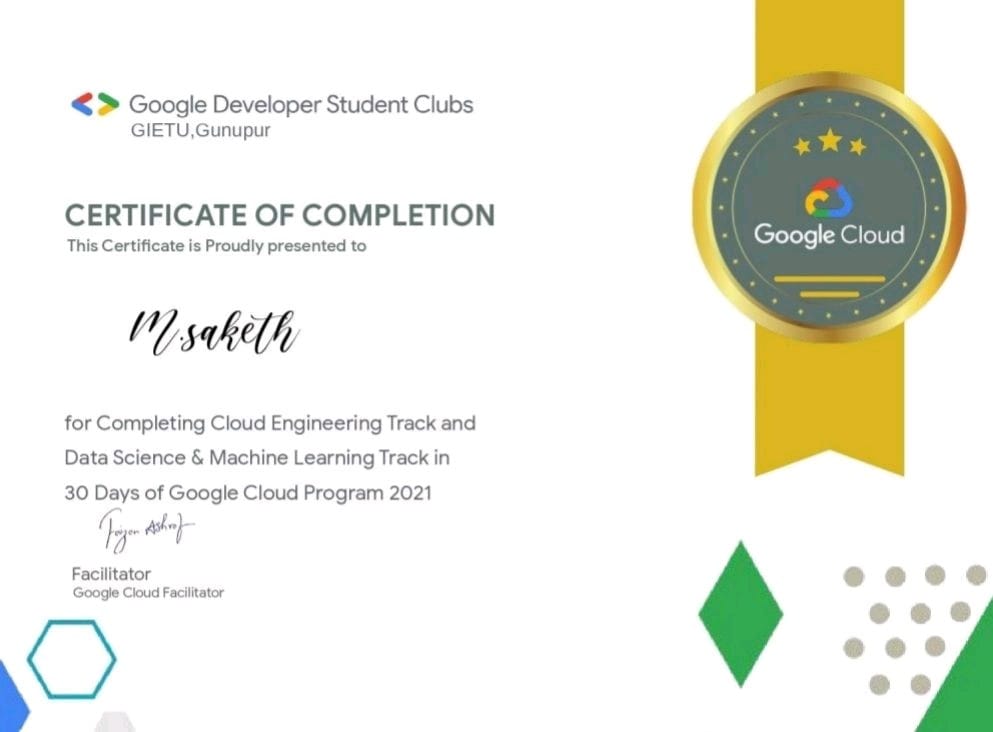 Google Developer Student Clubs
GIETU,Gunupur
CERTIFICATE OF COMPLETION
This Certificate is Proudly presented to
M.saketh
for Completing Cloud Engineering Track and
Data Science & Machine Learning Track in
30 Days of Google Cloud Program 2021
Ashraf
Facilitator
Google Cloud Facilitator
Google Cloud